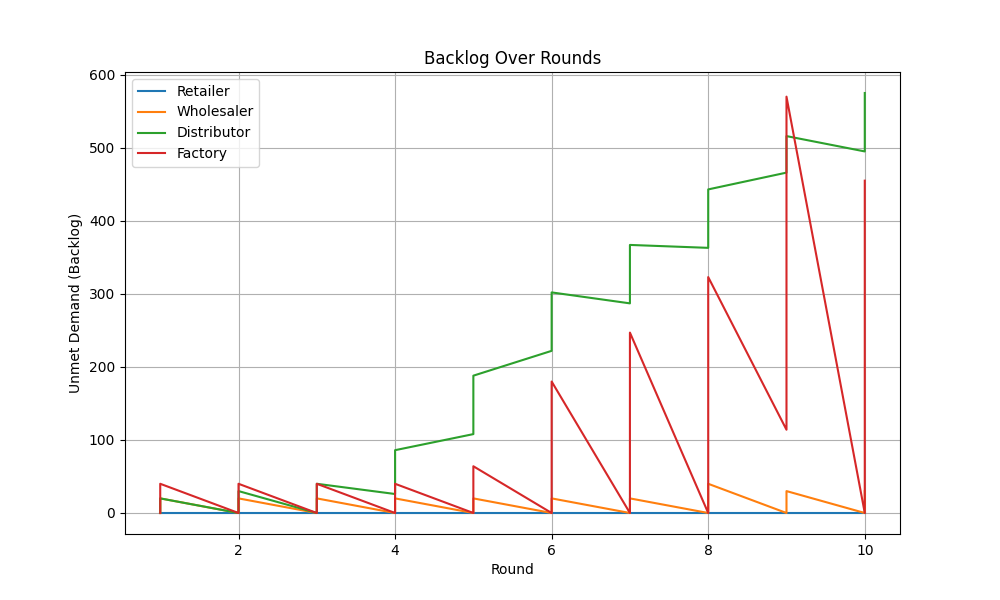 Backlog Over Rounds
Retailer
Wholesaler
Distributor
Factory
Unmet Demand (Backlog)
600
500
400
300
200
100
0
2 4 6 8 10
Round